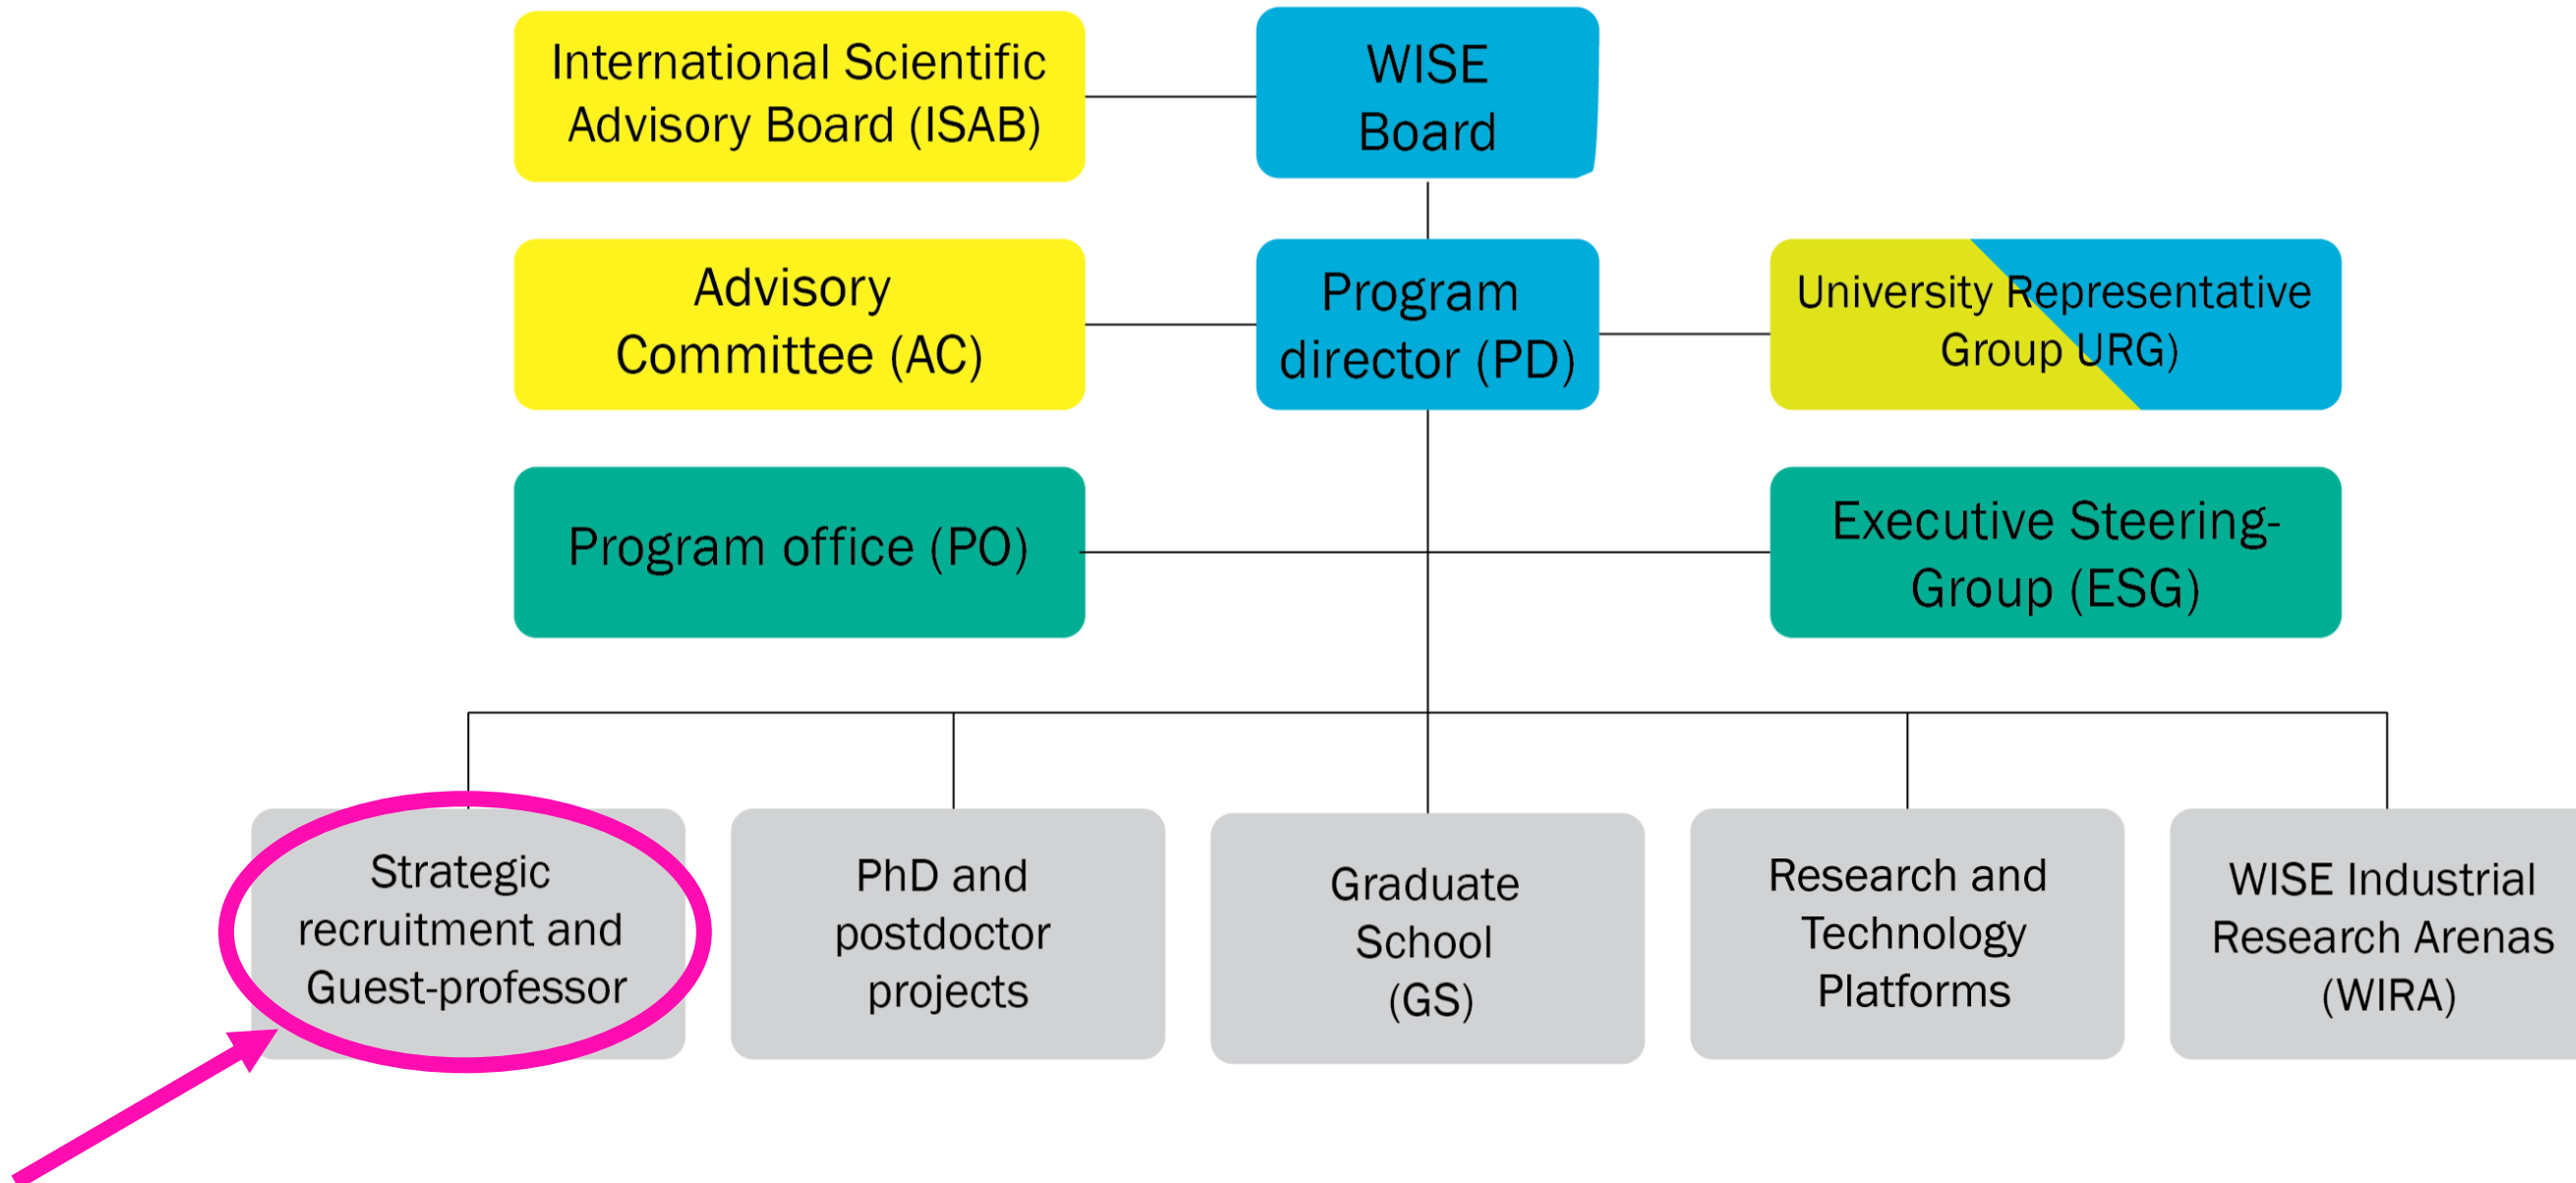 International Scientific
Advisory Board (ISAB)
WISE
Board
Advisory
Committee (AC)
Program
director (PD)
University Representative
Group URG)
Program office (PO)
Executive Steering-
Group (ESG)
Strategic
recruitment and
Guest-professor
PhD and
postdoctor
projects
Graduate
School
(GS)
Research and
Technology
Platforms
WISE Industrial
Research Arenas
(WIRA)